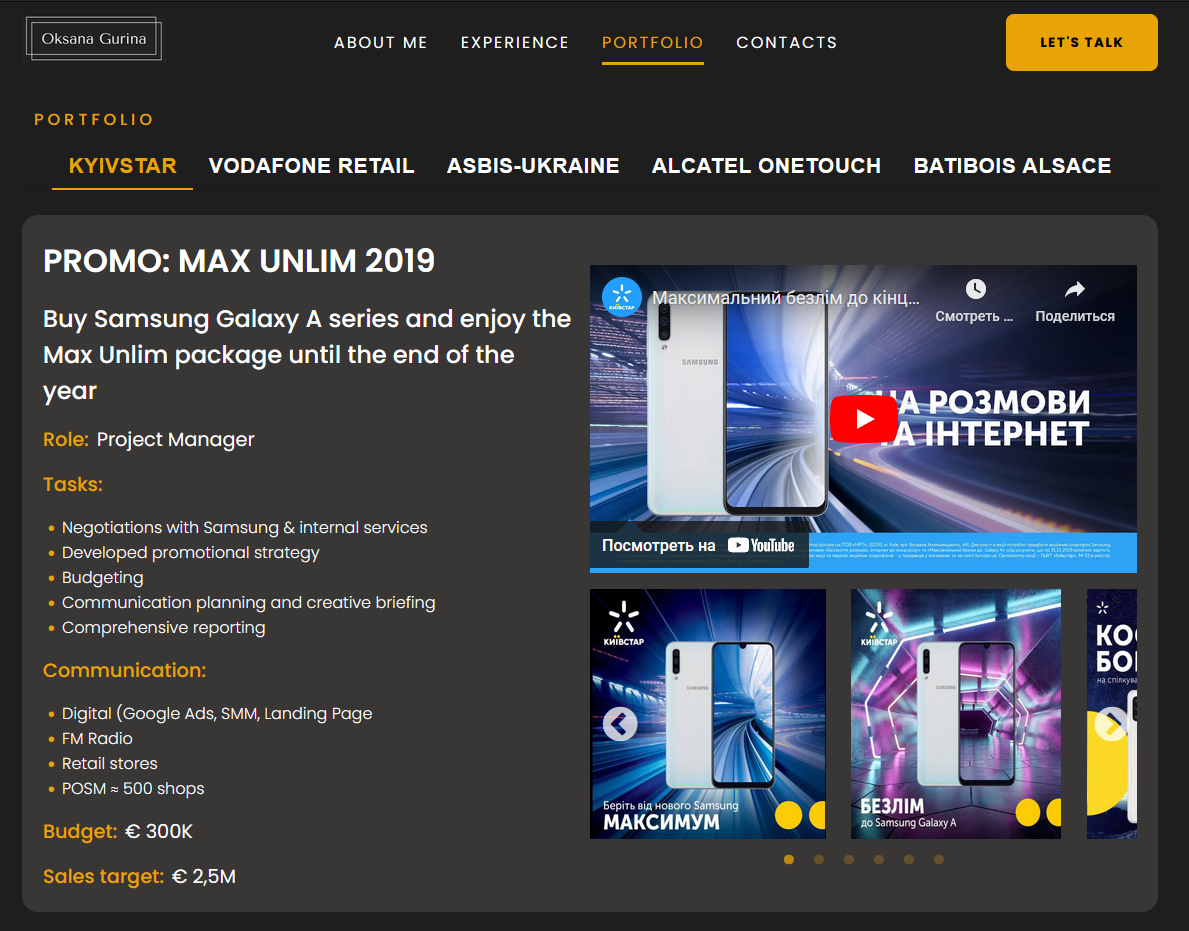 Oksana Gurina
ABOUT ME
EXPERIENCE
PORTFOLIO
CONTACTS
LET'S TALK
PORTFOLIO
KYIVSTAR
VODAFONE RETAIL
ASBIS-UKRAINE
ALCATEL ONETOUCH
BATIBOIS ALSACE
PROMO: MAX UNLIM 2019
Buy Samsung Galaxy A series and enjoy the
Max Unlim package until the end of the
year
Role: Project Manager
Tasks:
Negotiations with Samsung & internal services
Developed promotional strategy
Budgeting
Communication planning and creative briefing
Comprehensive reporting
Communication:
Digital (Google Ads, SMM, Landing Page
FM Radio
Retail stores
POSM ≈ 500 shops
Budget: € 300K
Sales target: € 2,5M
КИЇВСТАР
Максимальний безлім до кінц...
Смотреть ...
Поделиться
SAMSUNG
НА РОЗМОВИ
ТА ІНТЕРНЕТ
Посмотреть на YouTube
КИЇВСТАР
SAMSUNG
Беріть від нового Samsung
МАКСИМУМ
КИЇВСТАР
SAMSUNG
БЕЗЛІМ
до Samsung Galaxy A
КОС
БО
на спілкува